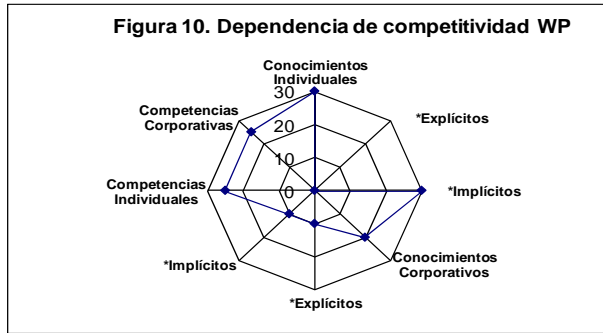 Figura 10. Dependencia de competitividad WP
Conocimientos
Individuales
30
20
10
0
*Explícitos
*Implícitos
Conocimientos
Corporativos
*Explícitos
*Implícitos
Competencias
Individuales
Competencias
Corporativas